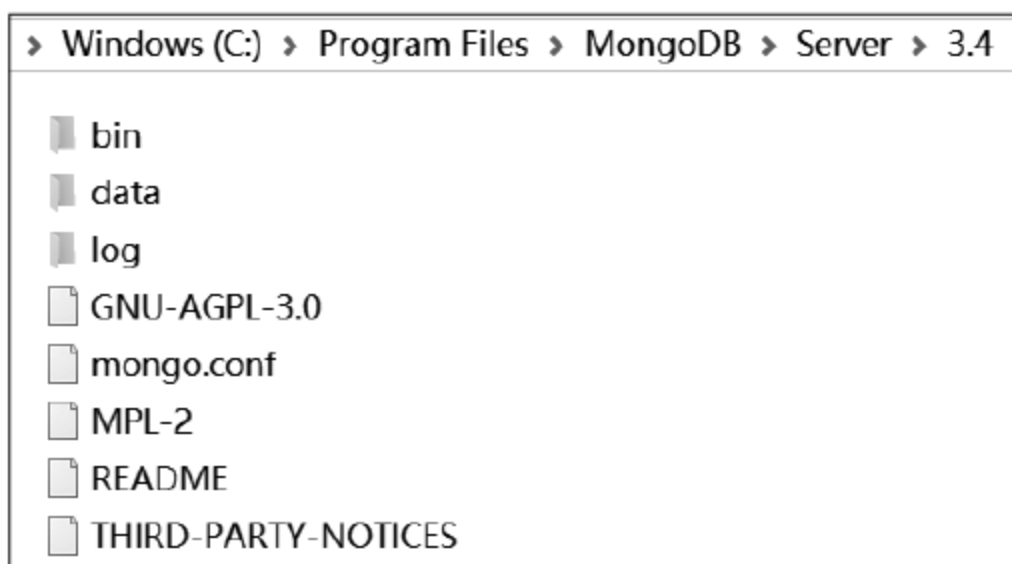 > Windows (C:) > Program Files > MongoDB > Server > 3.4
bin
data
log
GNU-AGPL-3.0
mongo.conf
MPL-2
README
THIRD-PARTY-NOTICES